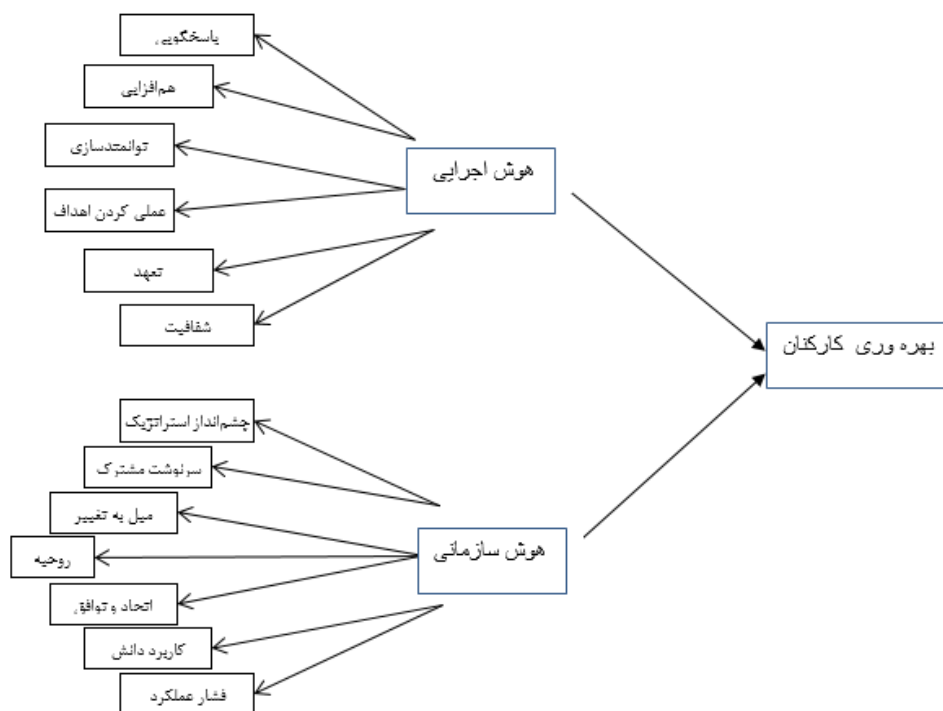 پاسخگویی
هم‌افزایی
توانمندسازی
عملی کردن اهداف
تعهد
شفافیت
هوش اجرایی
بهره وری کارکنان
چشم‌انداز استراتژیک
سرنوشت مشترک
میل به تغییر
روحیه
اتحاد و توافق
کاربرد دانش
فشار عملکرد
هوش سازمانی